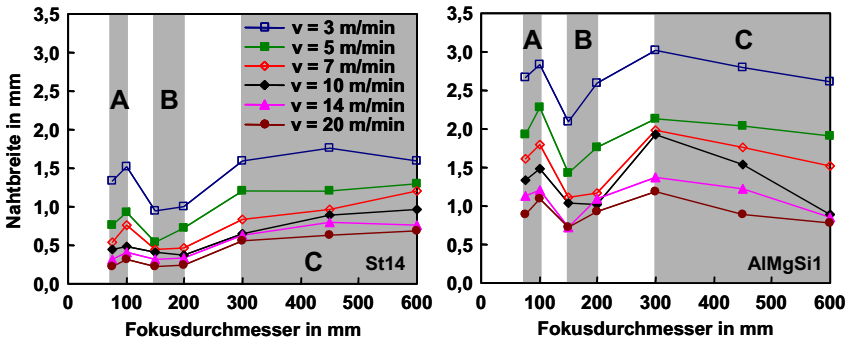 Nahtbreite in mm
3,5
3,0
2,5
2,0
1,5
1,0
0,5
0,0
A
B
C
v = 3 m/min
v = 5 m/min
v = 7 m/min
v = 10 m/min
v = 14 m/min
v = 20 m/min
St14
0
100
200
300
400
500
600
Fokusdurchmesser in mm
3,5
3,0
2,5
2,0
1,5
1,0
0,5
0,0
A
B
C
AlMgSi1
0
100
200
300
400
500
600
Fokusdurchmesser in mm